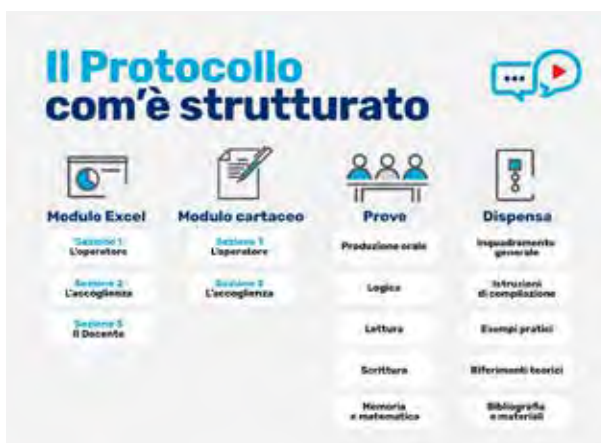 Il Protocollo
com'è strutturato
Modulo Excel
Sezione 1
L'operatore
Sezione 2
L'accoglienza
Sezione 3
Il Docente
Modulo cartaceo
Sezione 1
L'operatore
Sezione 2
L'accoglienza
Prove
Produzione orale
Logica
Lettura
Scrittura
Memoria
e matematica
Dispensa
Inquadramento
generale
Istruzioni
di compilazione
Esempi pratici
Riferimenti teorici
Bibliografia
e materiali